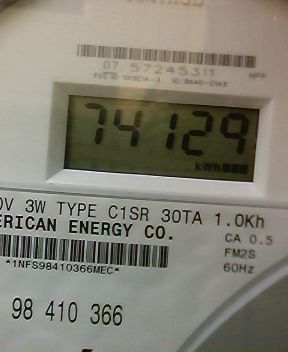 07 57245311
HPP
74129
kWh
0V 3W TYPE C1SR 30TA 1.0Kh
ERICAN ENERGY CO.
CA 0.5
FM2S
60Hz
*1NFS98410366MEC*
98 410 366